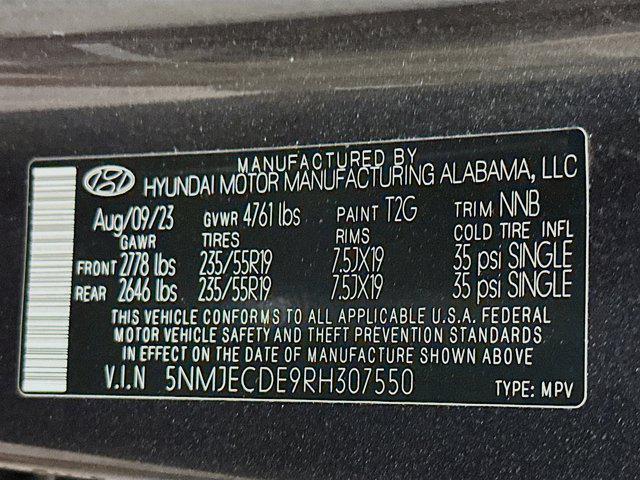 MANUFACTURED BY
HYUNDAI MOTOR MANUFACTURING ALABAMA, LLC
Aug/09/23 GVWR 4761 lbs PAINT T2G TRIM NNB
GAWR TIRES RIMS COLD TIRE INFL
FRONT 2778 lbs 235/55R19 7.5JX19 35 psi SINGLE
REAR 2646 lbs 235/55R19 7.5JX19 35 psi SINGLE
THIS VEHICLE CONFORMS TO ALL APPLICABLE U.S.A. FEDERAL
MOTOR VEHICLE SAFETY AND THEFT PREVENTION STANDARDS
IN EFFECT ON THE DATE OF MANUFACTURE SHOWN ABOVE
V.I.N 5NMJECDE9RH307550 TYPE: MPV